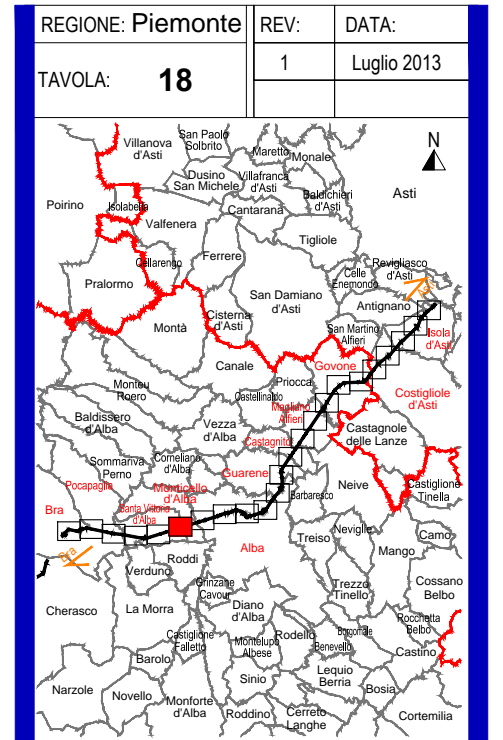 REGIONE: Piemonte
REV:
DATA:
TAVOLA: 18
1
Luglio 2013
N
Villanova
d'Asti
San Paolo
Solbrito
Maretto
Monale
Dusino
San Michele
Villafranca
d'Asti
Baldichieri
d'Asti
Asti
Poirino
Isolabella
Valfenera
Cantarana
Tigliole
Cellarengo
Ferrere
Revigliasco
d'Asti
Celle
Enemondo
Pralormo
San Damiano
d'Asti
Antignano
Cisterna
d'Asti
Montà
San Martino
Alfieri
Isola
d'Asti
Canale
Govone
Priocca
Monteu
Roero
Castellinaldo
Costigliole
d'Asti
Magliano
Alfieri
Baldissero
d'Alba
Vezza
d'Alba
Castagnole
delle Lanze
Castagnito
Corneliano
d'Alba
Sommariva
Perno
Guarene
Pocapaglia
Monticello
d'Alba
Neive
Castiglione
Tinella
Barbaresco
Bra
Santa Vittoria
d'Alba
Alba
Treiso
Neviglie
Camo
Mango
Bra
Roddi
Verduno
Grinzane
Cavour
Trezzo
Tinello
Cossano
Belbo
Cherasco
La Morra
Diano
d'Alba
Rocchetta
Belbo
Castiglione
Falletto
Montelupo
Albese
Rodello
Borgomale
Benevello
Castino
Barolo
Lequio
Berria
Sinio
Narzole
Novello
Bosia
Monforte
d'Alba
Roddino
Cerreto
Langhe
Cortemilia